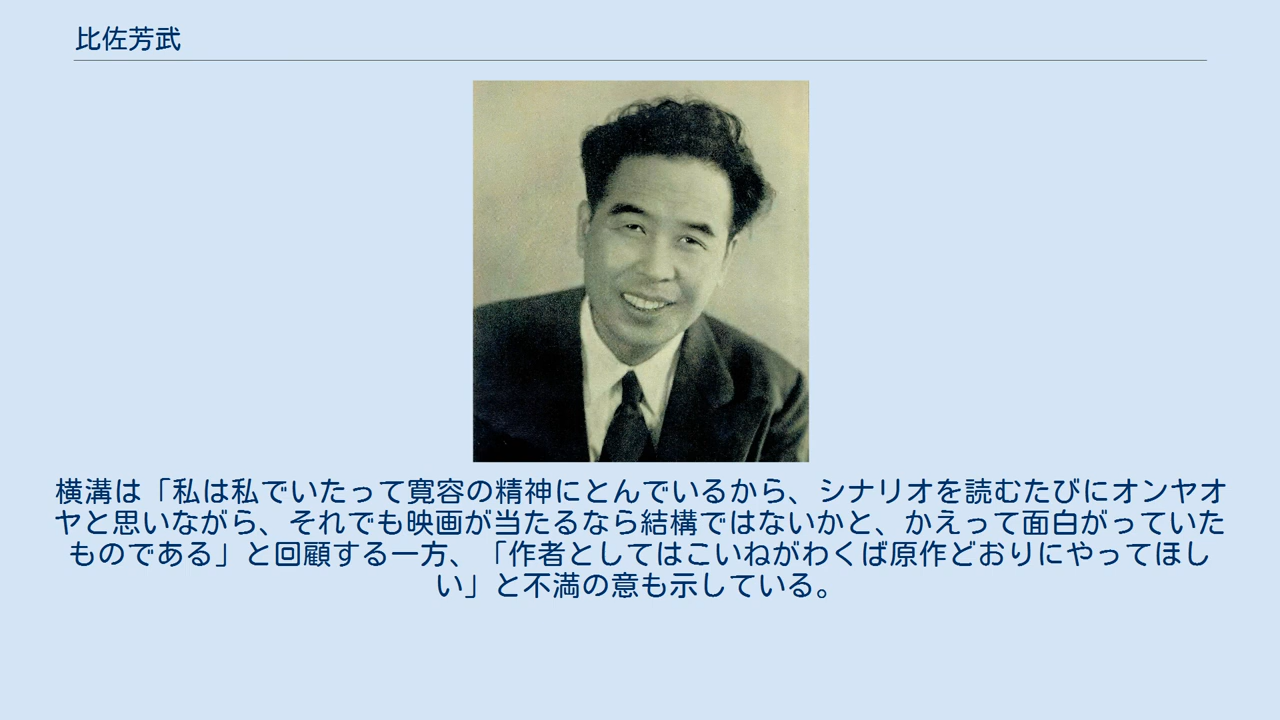 比佐芳武
横溝は「私は私でいたって寛容の精神にとんでいるから、シナリオを読むたびにオンヤオ
ヤと思いながら、それでも映画が当たるなら結構ではないかと、かえって面白がっていた
ものである」と回顧する一方、「作者としてはこいねがわくば原作どおりにやってほし
い」と不満の意も示している。